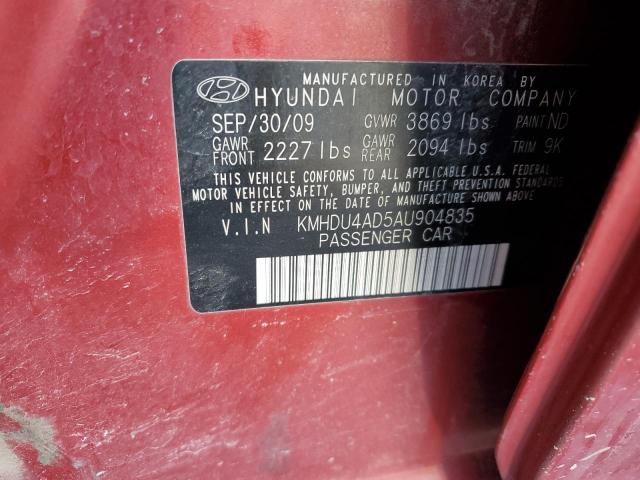 MANUFACTURED IN KOREA BY
HYUNDAI MOTOR COMPANY
SEP/30/09 GVWR 3869 lbs PAINT ND
GAWR FRONT 2227 lbs GAWR REAR 2094 lbs TRIM 9K
THIS VEHICLE CONFORMS TO ALL APPLICABLE U.S.A. FEDERAL
MOTOR VEHICLE SAFETY, BUMPER, AND THEFT PREVENTION STANDARDS
IN EFFECT ON THE DATE OF MANUFACTURE SHOWN ABOVE.
V.I.N KMHDU4AD5AU904835
PASSENGER CAR